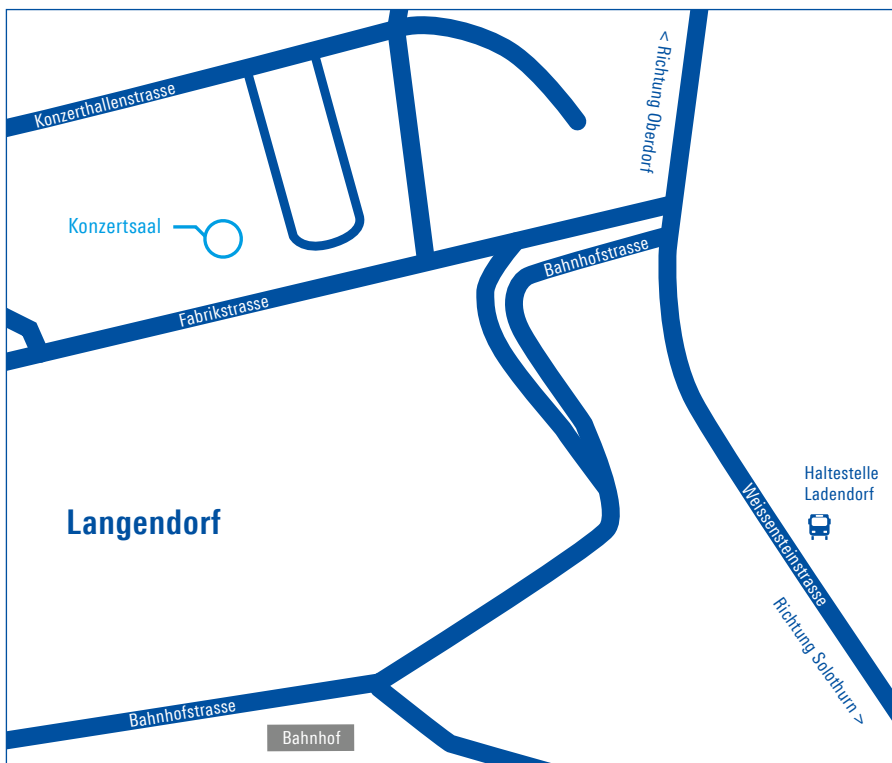 < Richtung Oberdorf
Konzerthallenstrasse
Konzertsaal
Bahnhofstrasse
Fabrikstrasse
Haltestelle
Ladendorf
Langendorf
Weissensteinstrasse
Richtung Solothurn >
Bahnhofstrasse
Bahnhof